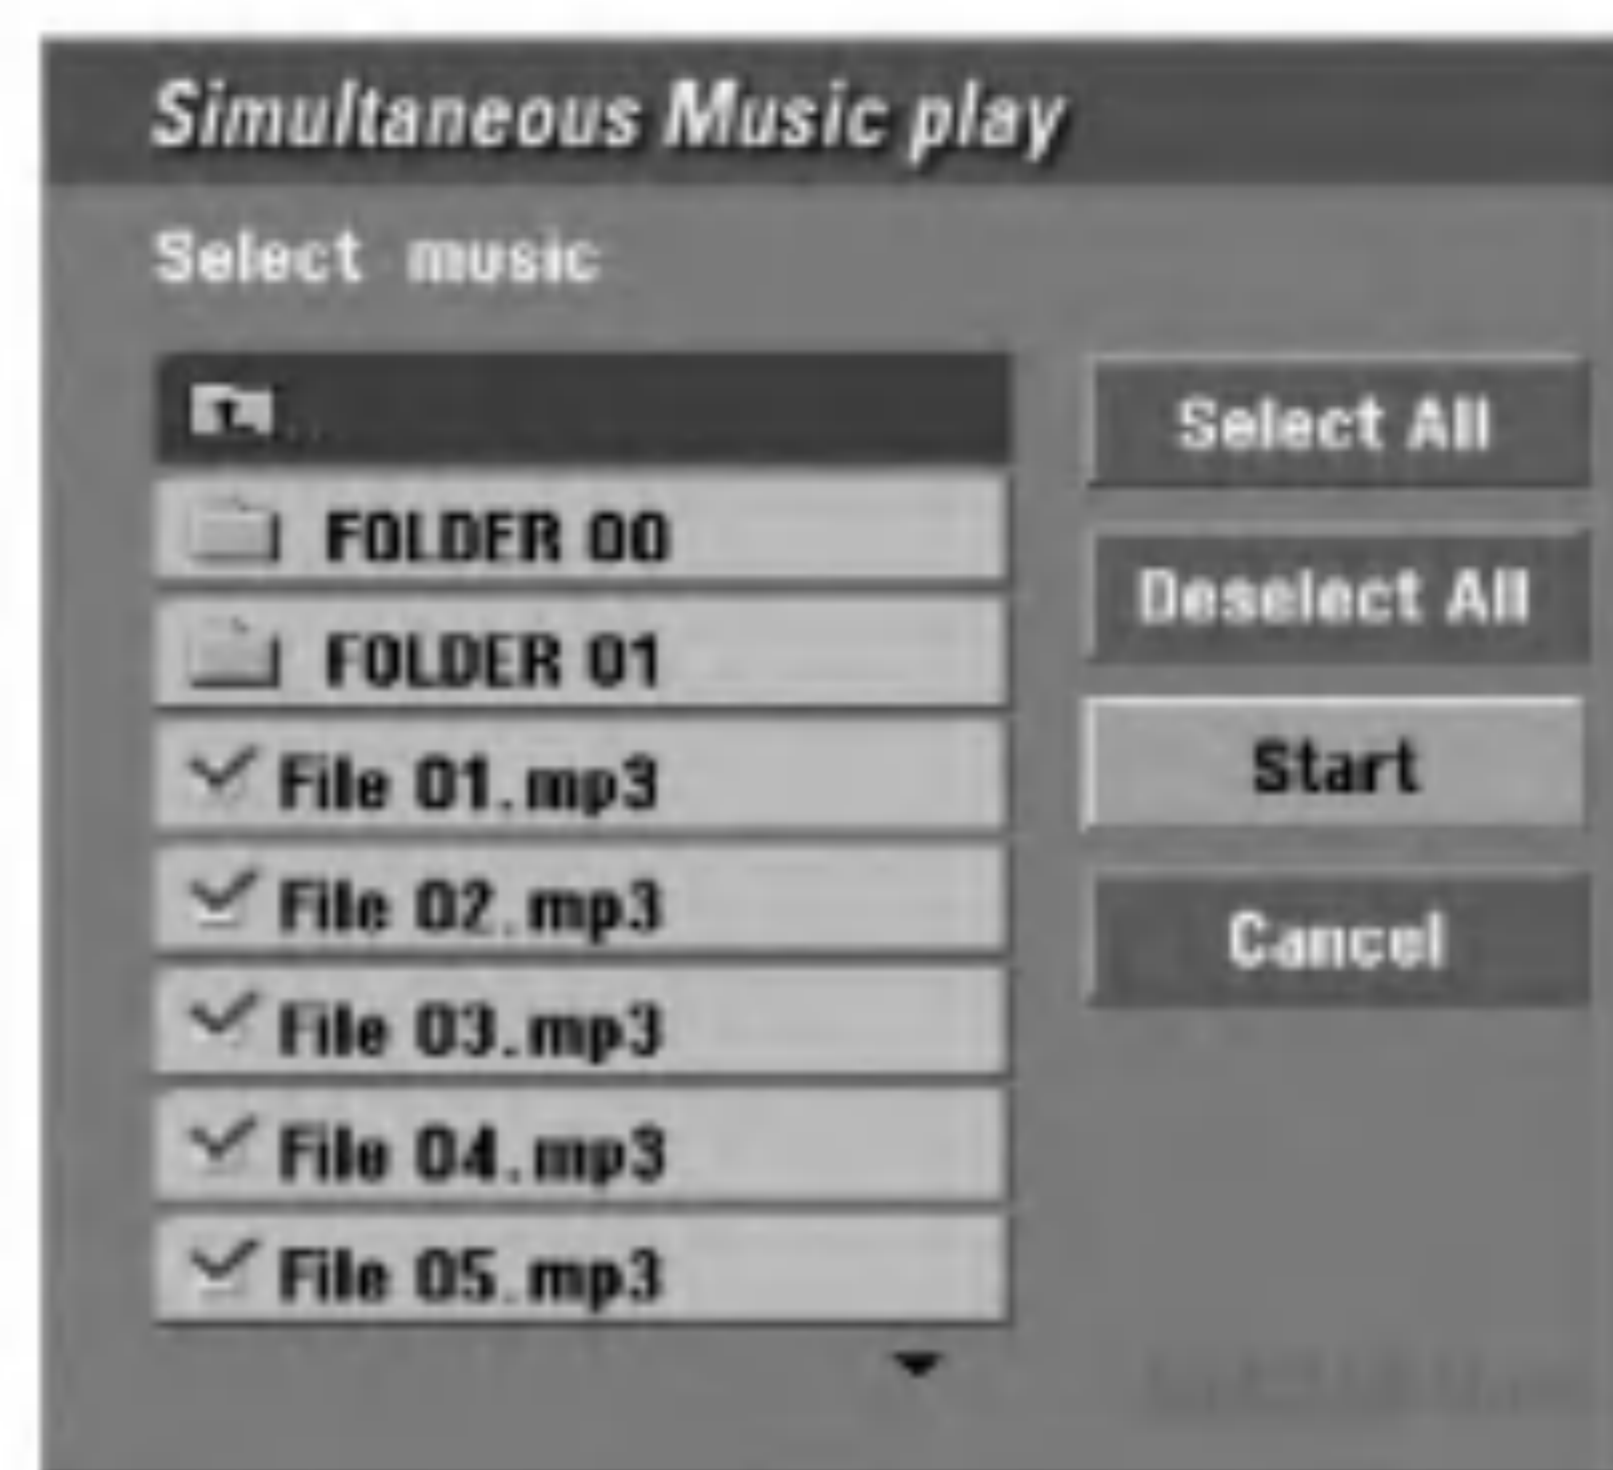 Simultaneous Music play
Select music
..
FOLDER 00
FOLDER 01
File 01.mp3
File 02.mp3
File 03.mp3
File 04.mp3
File 05.mp3
Select All
Deselect All
Start
Cancel